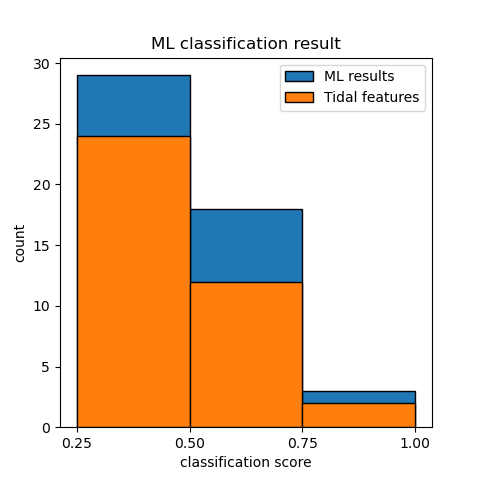 ML classification result
ML results
Tidal features
30
25
20
15
10
5
0
count
0.25 0.50 0.75 1.00
classification score